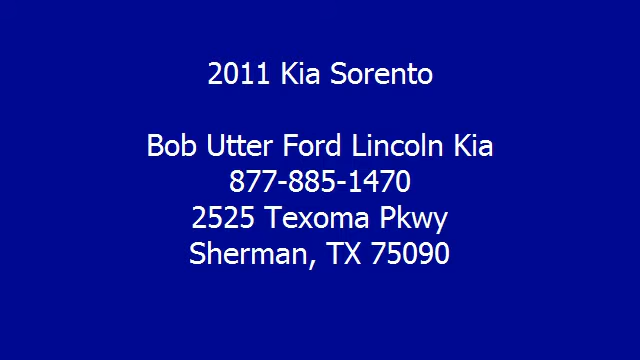 2011 Kia Sorento
Bob Utter Ford Lincoln Kia
877-885-1470
2525 Texoma Pkwy
Sherman, TX 75090